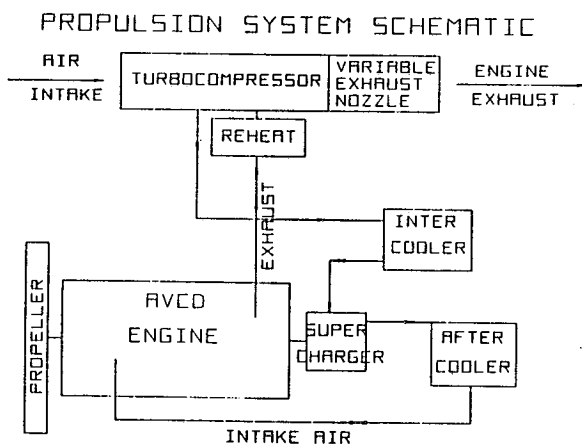 PROPULSION SYSTEM SCHEMATIC
AIR
INTAKE
TURBOCOMPRESSOR
VARIABLE
EXHAUST
NOZZLE
ENGINE
EXHAUST
REHEAT
EXHAUST
INTER
COOLER
PROPELLER
AVCD
ENGINE
SUPER
CHARGER
AFTER
COOLER
INTAKE AIR